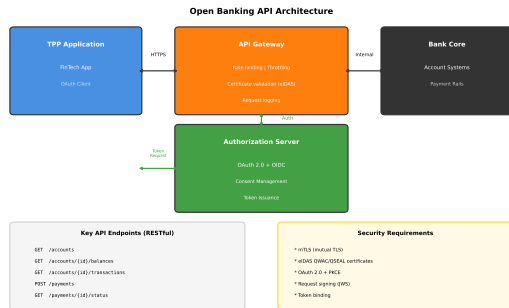 Open Banking API Architecture
TPP Application
FinTech App
OAuth Client
HTTPS
API Gateway
Rate limiting / Throttling
Certificate validation (eIDAS)
Request logging
Internal
Bank Core
Account Systems
Payment Rails
Auth
Token
Request
Authorization Server
OAuth 2.0 + OIDC
Consent Management
Token Issuance
Key API Endpoints (RESTful)
GET /accounts
GET /accounts/{id}/balances
GET /accounts/{id}/transactions
POST /payments
GET /payments/{id}/status
Security Requirements
* mTLS (mutual TLS)
* eIDAS QWAC/QSEAL certificates
* OAuth 2.0 + PKCE
* Request signing (JWS)
* Token binding